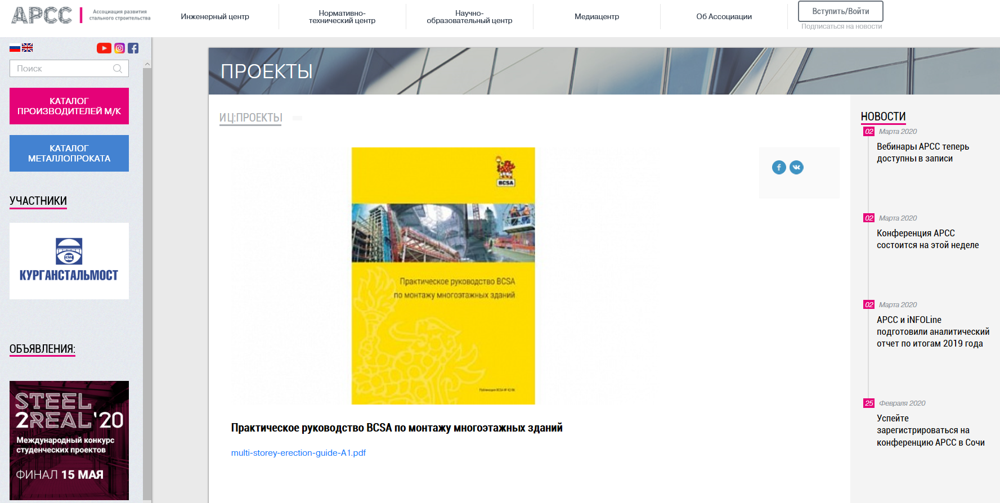 АРСС
Ассоциация развития
стального строительства
Инженерный центр
Нормативно-
технический центр
Научно-
образовательный центр
Медиацентр
Об Ассоциации
Вступить/Войти
Подписаться на новости
Поиск
КАТАЛОГ
ПРОИЗВОДИТЕЛЕЙ М/К
КАТАЛОГ
МЕТАЛЛОПРОКАТА
УЧАСТНИКИ
СМ
КУРГАНСТАЛЬМОСТ
ОБЪЯВЛЕНИЯ:
STEEL
2REAL'20
Международный конкурс
студенческих проектов
ФИНАЛ 15 МАЯ
ПРОЕКТЫ
ИЦ:ПРОЕКТЫ
BCSA
Практическое руководство BCSA
по монтажу многоэтажных зданий
Практическое руководство BCSA по монтажу многоэтажных зданий
multi-storey-erection-guide-A1.pdf
НОВОСТИ
02 Марта 2020
Вебинары АРСС теперь
доступны в записи
02 Марта 2020
Конференция АРСС
состоится на этой неделе
02 Марта 2020
АРСС и iNFOLine
подготовили аналитический
отчет по итогам 2019 года
25 Февраля 2020
Успейте
зарегистрироваться на
конференцию АРСС в Сочи